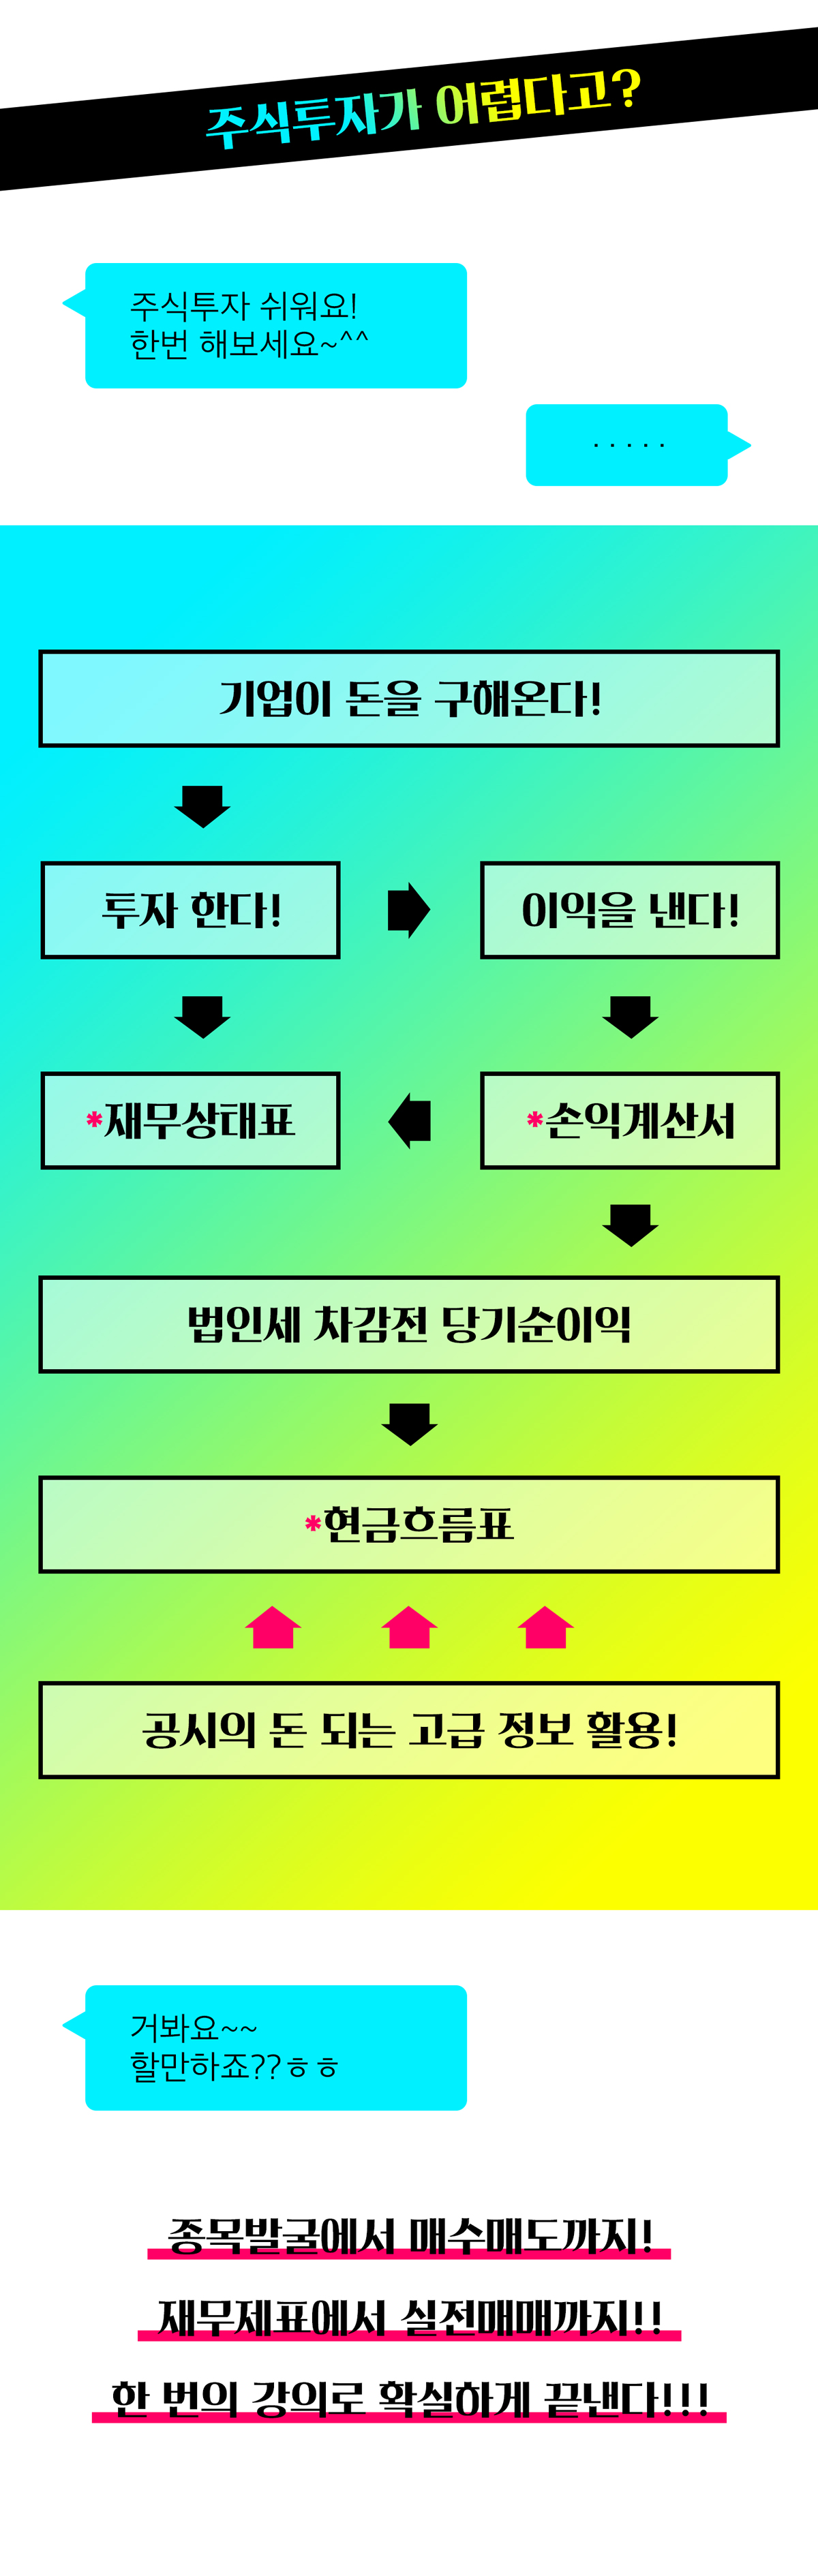 주식투자가 어렵다고?
주식투자 쉬워요!
한번 해보세요~^^
·····
기업이 돈을 구해온다!
투자 한다!
이익을 낸다!
*재무상태표
*손익계산서
법인세 차감전 당기순이익
*현금흐름표
공시의 돈 되는 고급 정보 활용!
거봐요~~
할만하죠??ㅎㅎ
종목발굴에서 매수매도까지!
재무제표에서 실전매매까지!!
한 번의 강의로 확실하게 끝낸다!!!